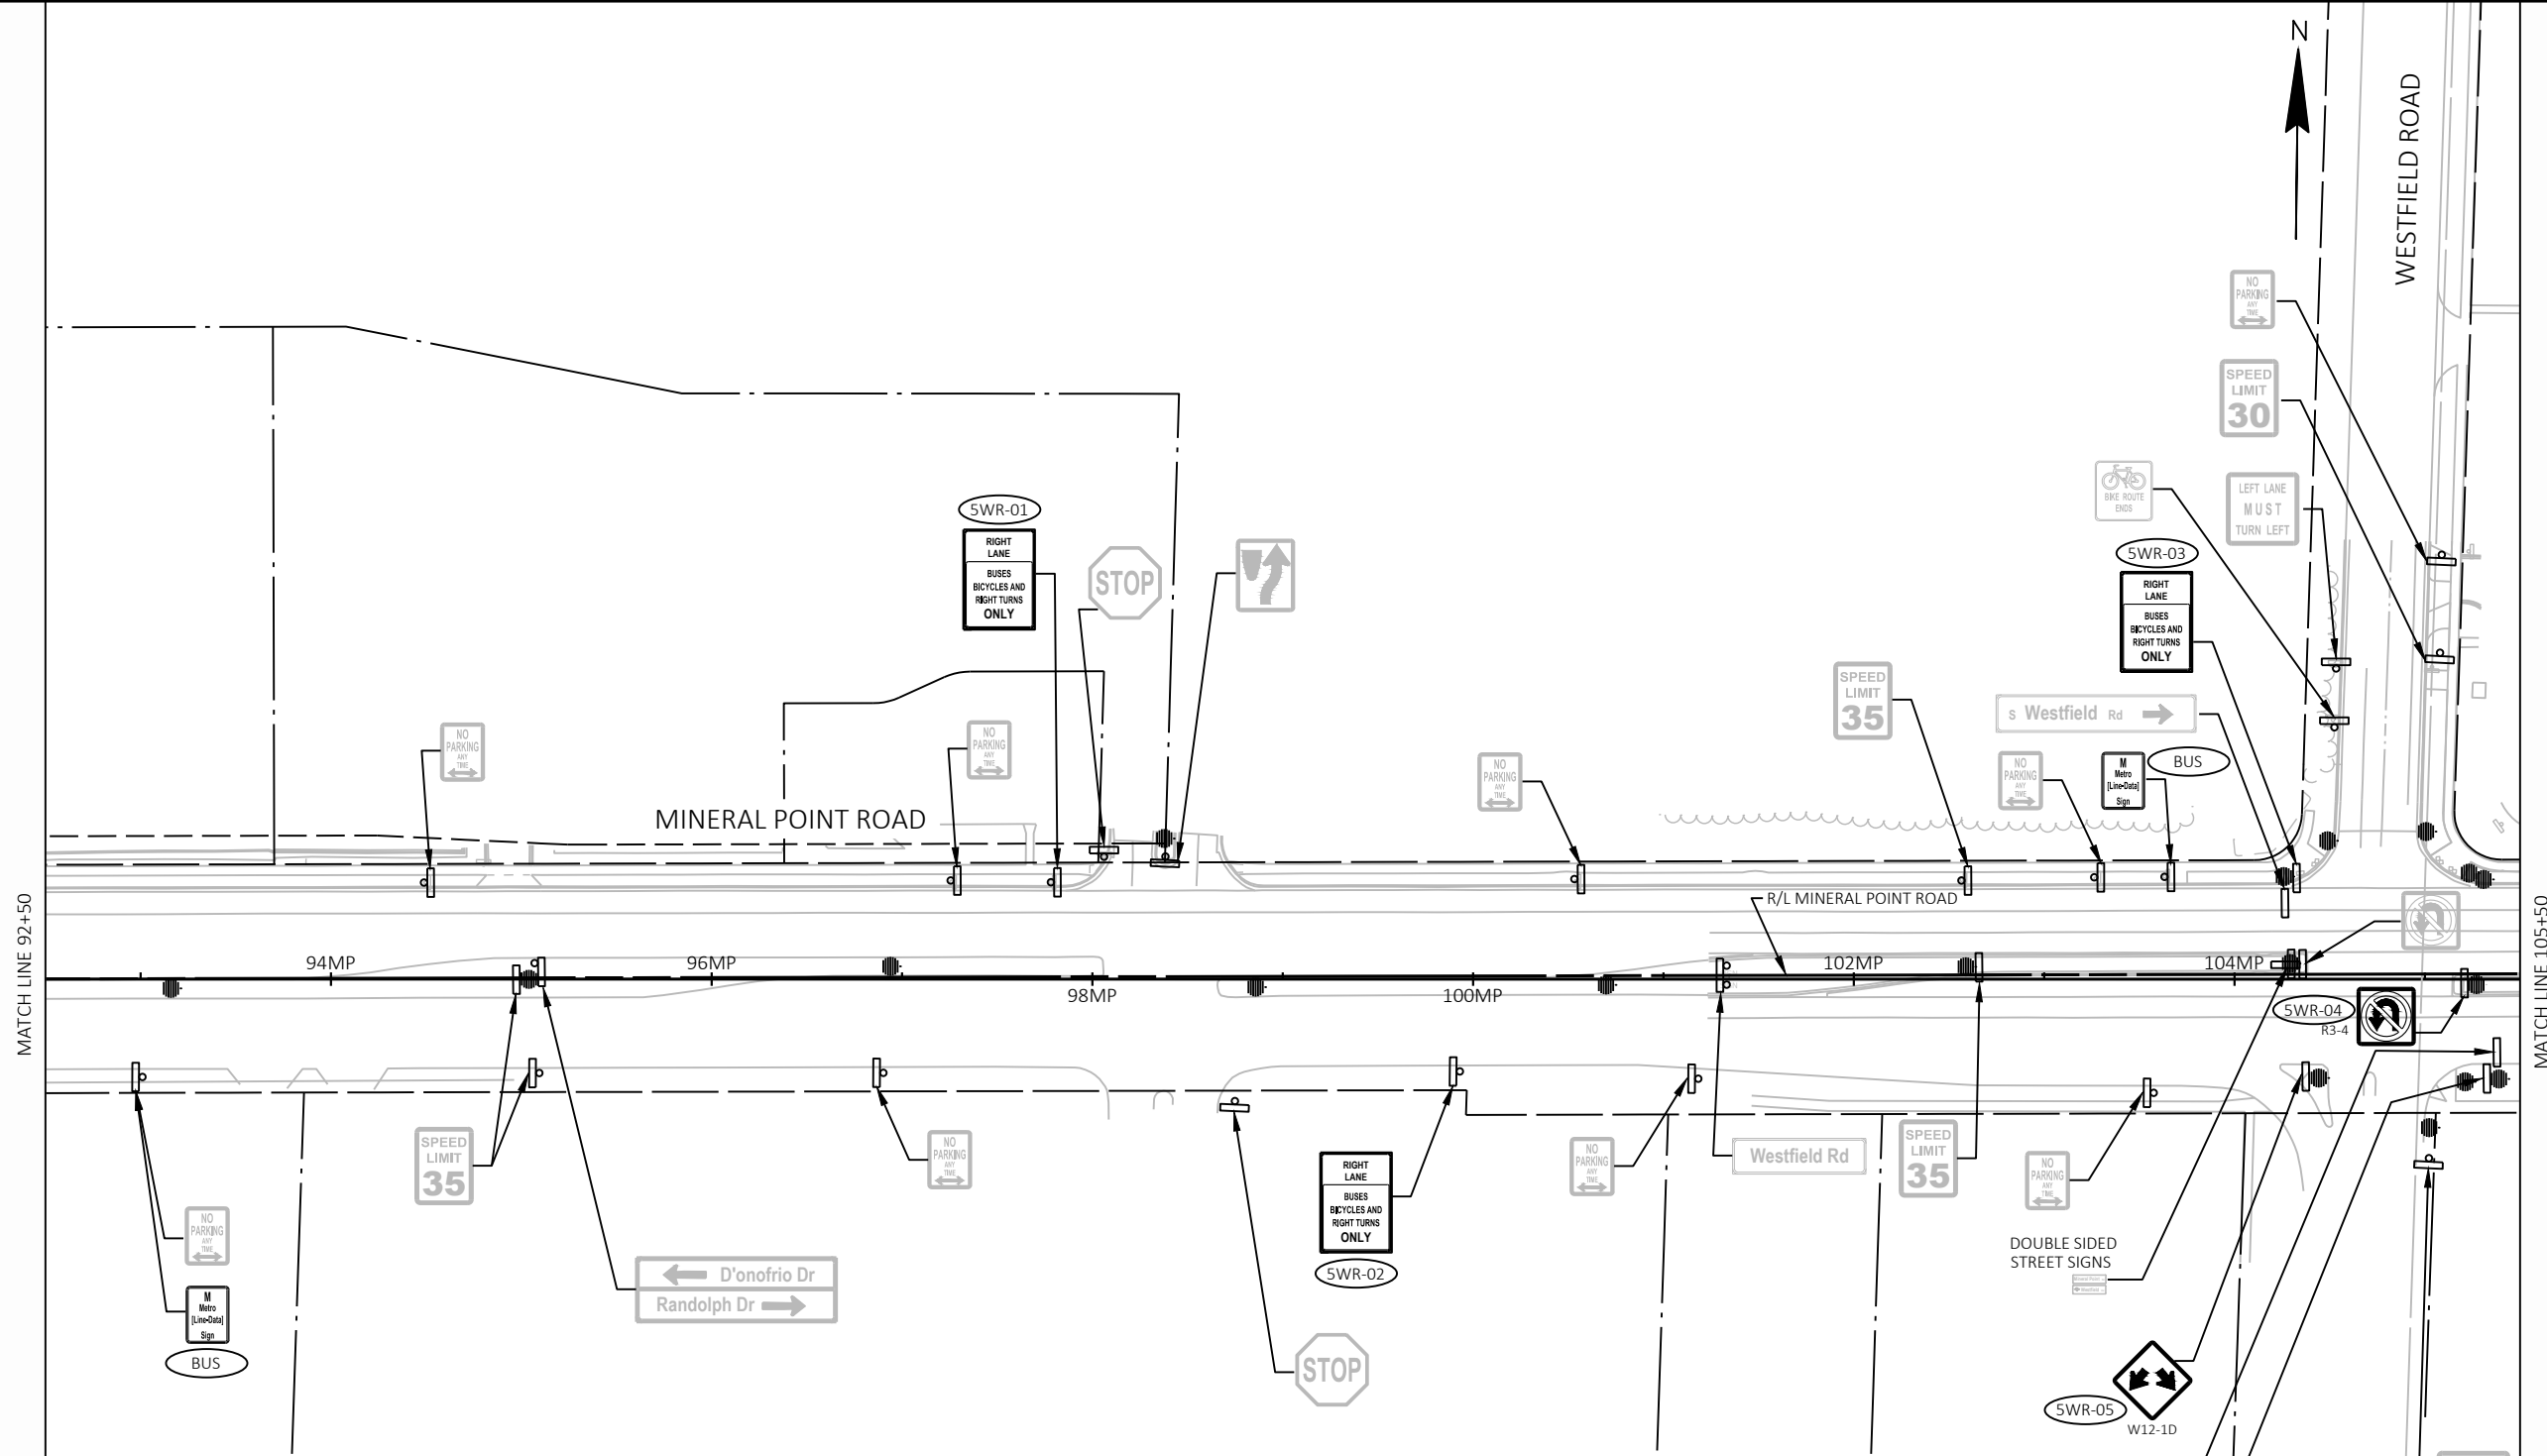 N
WESTFIELD ROAD
NO
PARKING
ANY
TIME
SPEED
LIMIT
30
BIKE ROUTE
ENDS
LEFT LANE
MUST
TURN LEFT
5WR-01
RIGHT
LANE
BUSES
BICYCLES AND
RIGHT TURNS
ONLY
STOP
5WR-03
RIGHT
LANE
BUSES
BICYCLES AND
RIGHT TURNS
ONLY
SPEED
LIMIT
35
S Westfield Rd
NO
PARKING
ANY
TIME
NO
PARKING
ANY
TIME
NO
PARKING
ANY
TIME
NO
PARKING
ANY
TIME
M
Metro
[Line-Data]
Sign
BUS
MINERAL POINT ROAD
R/L MINERAL POINT ROAD
MATCH LINE 92+50
MATCH LINE 105+50
94MP
96MP
98MP
100MP
102MP
104MP
5WR-04
R3-4
SPEED
LIMIT
35
NO
PARKING
ANY
TIME
RIGHT
LANE
BUSES
BICYCLES AND
RIGHT TURNS
ONLY
5WR-02
NO
PARKING
ANY
TIME
Westfield Rd
SPEED
LIMIT
35
NO
PARKING
ANY
TIME
NO
PARKING
ANY
TIME
M
Metro
[Line-Data]
Sign
BUS
D'onofrio Dr
Randolph Dr
STOP
DOUBLE SIDED
STREET SIGNS
5WR-05
W12-1D